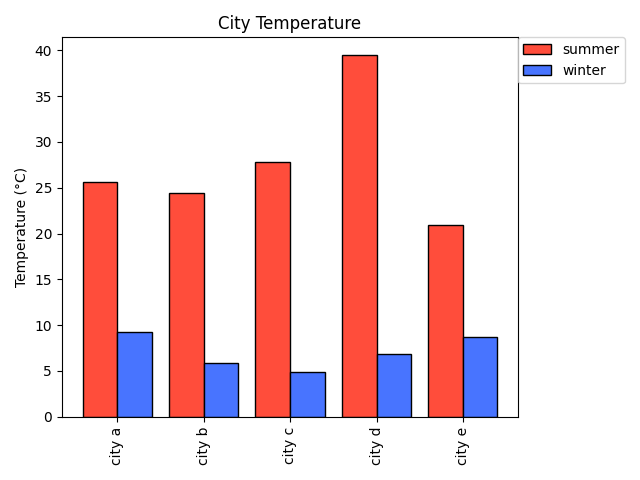 City Temperature
summer
winter
Temperature (°C)
40
35
30
25
20
15
10
5
0
city a
city b
city c
city d
city e